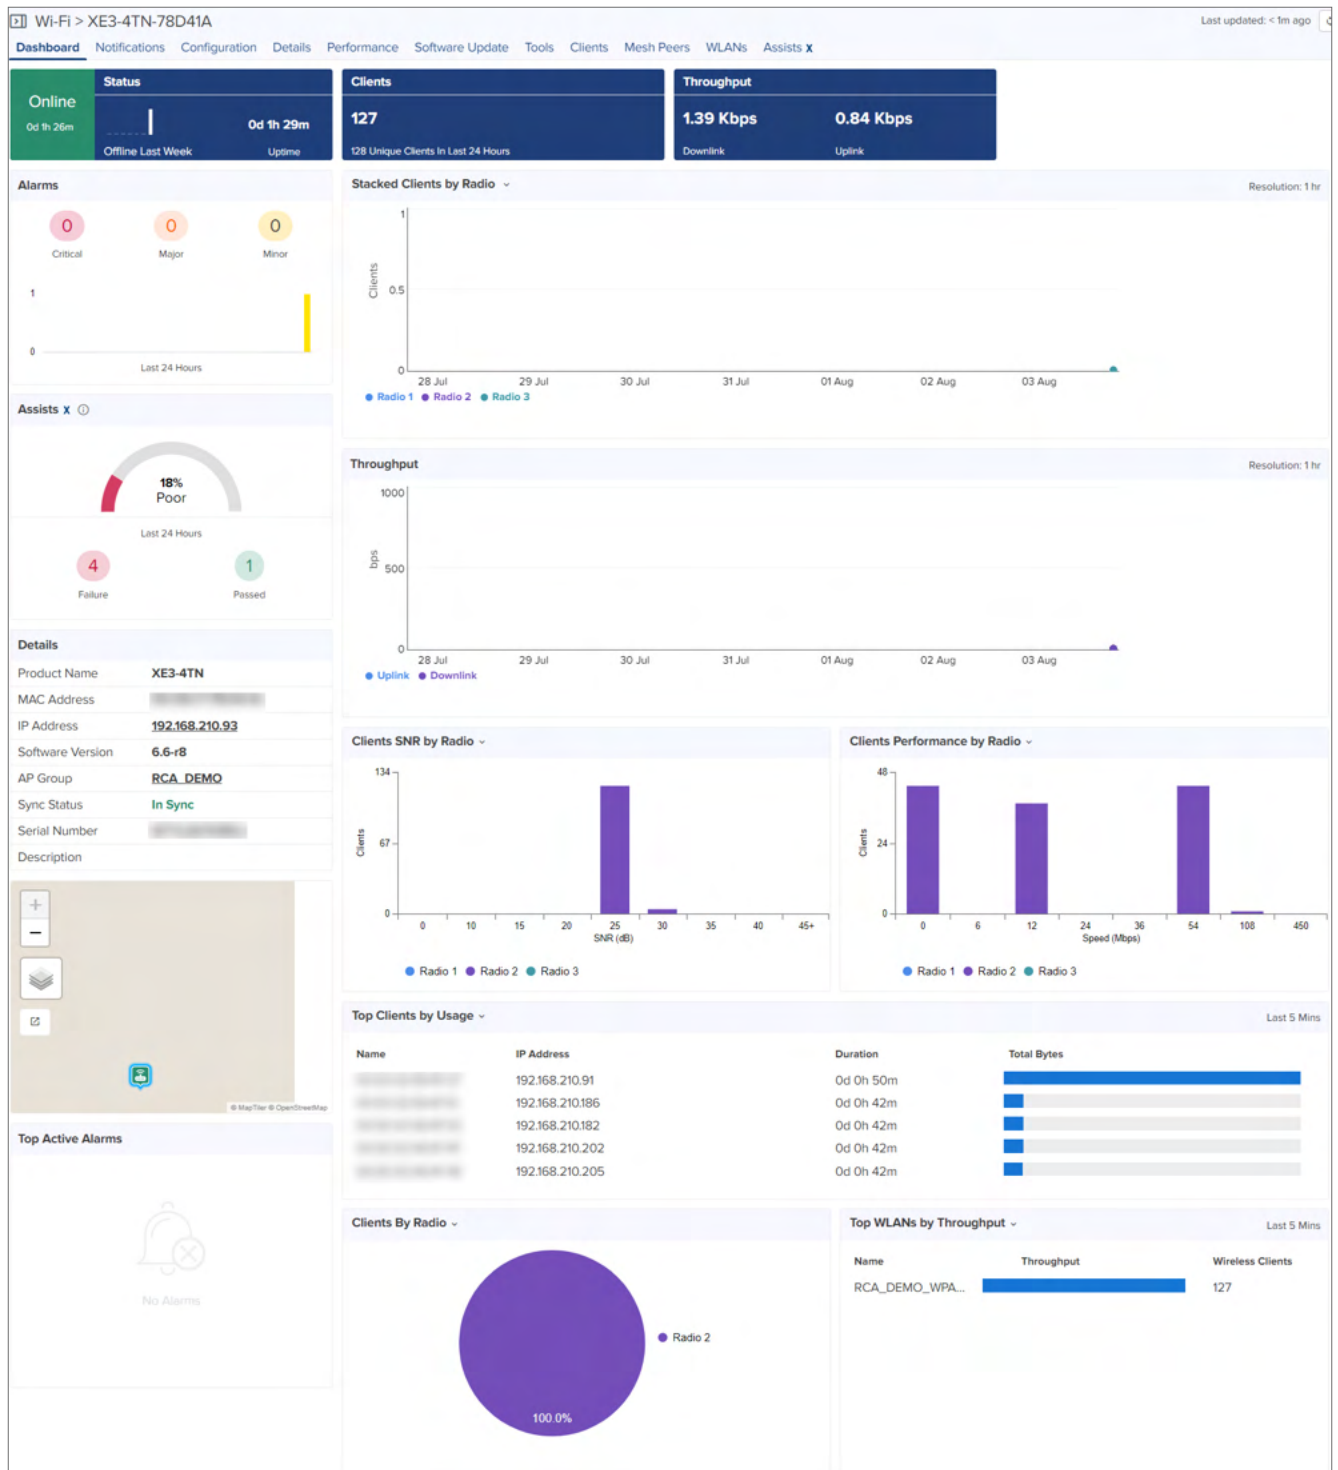 Wi-Fi > XE3-4TN-78D41A
Last updated: < 1m ago
Dashboard Notifications Configuration Details Performance Software Update Tools Clients Mesh Peers WLANs Assists X
Online
0d 1h 26m
Status
0d 1h 29m
Offline Last Week
Uptime
Clients
127
128 Unique Clients In Last 24 Hours
Throughput
1.39 Kbps 0.84 Kbps
Downlink Uplink
Alarms
0 0 0
Critical Major Minor
1
0
Last 24 Hours
Stacked Clients by Radio
Resolution: 1 hr
1
0.5
0
Clients
28 Jul 29 Jul 30 Jul 31 Jul 01 Aug 02 Aug 03 Aug
Radio 1 Radio 2 Radio 3
Assists X
18%
Poor
Last 24 Hours
4 1
Failure Passed
Throughput
Resolution: 1 hr
1000
500
0
bps
28 Jul 29 Jul 30 Jul 31 Jul 01 Aug 02 Aug 03 Aug
Uplink Downlink
Details
Product Name XE3-4TN
MAC Address
IP Address 192.168.210.93
Software Version 6.6-r8
AP Group RCA_DEMO
Sync Status In Sync
Serial Number
Description
+
−
© MapTiler © OpenStreetMap
Clients SNR by Radio
134
67
0
Clients
0 10 15 20 25 30 35 40 45+
SNR (dB)
Radio 1 Radio 2 Radio 3
Clients Performance by Radio
48
24
0
Clients
0 6 12 24 36 54 108 450
Speed (Mbps)
Radio 1 Radio 2 Radio 3
Top Clients by Usage
Last 5 Mins
Name IP Address Duration Total Bytes
192.168.210.91 0d 0h 50m
192.168.210.186 0d 0h 42m
192.168.210.182 0d 0h 42m
192.168.210.202 0d 0h 42m
192.168.210.205 0d 0h 42m
Top Active Alarms
No Alarms
Clients By Radio
Radio 2
100.0%
Top WLANs by Throughput
Last 5 Mins
Name Throughput Wireless Clients
RCA_DEMO_WPA... 127